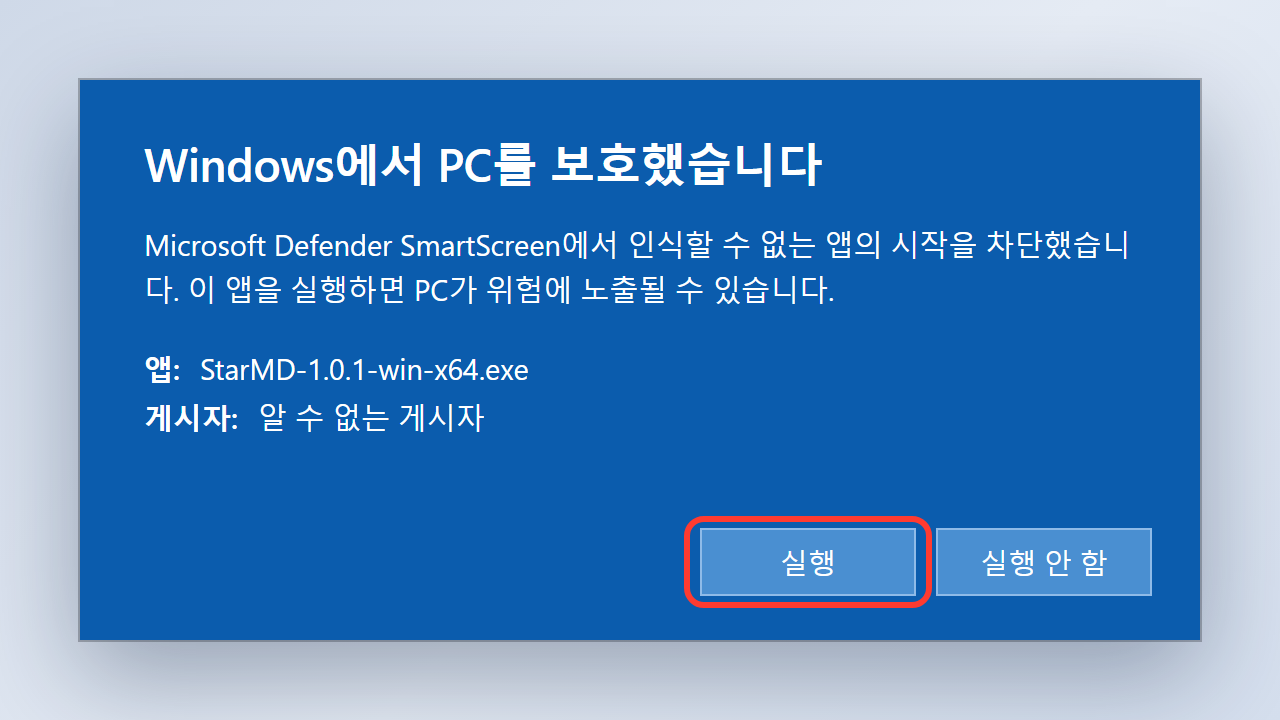 Windows에서 PC를 보호했습니다
Microsoft Defender SmartScreen에서 인식할 수 없는 앱의 시작을 차단했습니
다. 이 앱을 실행하면 PC가 위험에 노출될 수 있습니다.
앱: StarMD-1.0.1-win-x64.exe
게시자: 알 수 없는 게시자
실행 실행 안 함